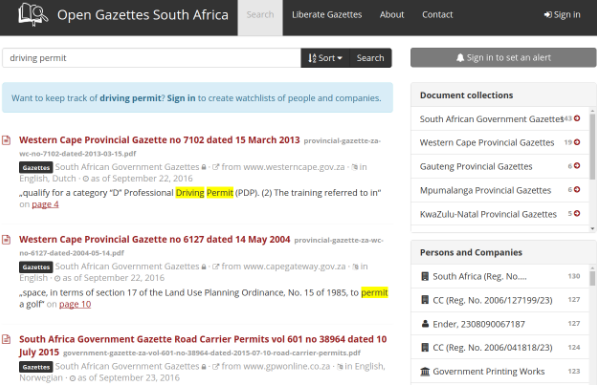 Open Gazettes South Africa Search Liberate Gazettes About Contact Sign in
driving permit Sort Search
Sign in to set an alert
Want to keep track of driving permit? Sign in to create watchlists of people and companies.
Western Cape Provincial Gazette no 7102 dated 15 March 2013 provincial-gazette-za-
wc-no-7102-dated-2013-03-15.pdf
Gazettes South African Government Gazettes · from www.westerncape.gov.za · in
English, Dutch · as of September 22, 2016
„qualify for a category “D” Professional Driving Permit (PDP). (2) The training referred to in“
on page 4
Western Cape Provincial Gazette no 6127 dated 14 May 2004 provincial-gazette-za-wc-
no-6127-dated-2004-05-14.pdf
Gazettes South African Government Gazettes · from www.capegateway.gov.za · in
English · as of September 22, 2016
„space, in terms of section 17 of the Land Use Planning Ordinance, No. 15 of 1985, to permit
a golf“ on page 10
South Africa Government Gazette Road Carrier Permits vol 601 no 38964 dated 10
July 2015 government-gazette-za-vol-601-no-38964-dated-2015-07-10-road-carrier-permits.pdf
Gazettes South African Government Gazettes · from www.gpwonline.co.za · in English,
Norwegian · as of September 23, 2016
Document collections
South African Government Gazettes 43
Western Cape Provincial Gazettes 19
Gauteng Provincial Gazettes 6
Mpumalanga Provincial Gazettes 6
KwaZulu-Natal Provincial Gazettes 5
Persons and Companies
South Africa (Reg. No.... 130
CC (Reg. No. 2006/127199/23) 127
Ender, 2308090067187 127
CC (Reg. No. 2006/041818/23) 124
Government Printing Works 123